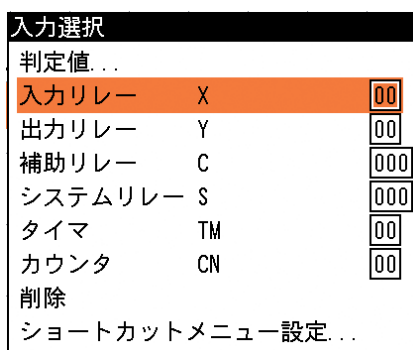 入力選択
判定値...
入力リレー X 00
出力リレー Y 00
補助リレー C 000
システムリレー S 000
タイマ TM 00
カウンタ CN 00
削除
ショートカットメニュー設定...